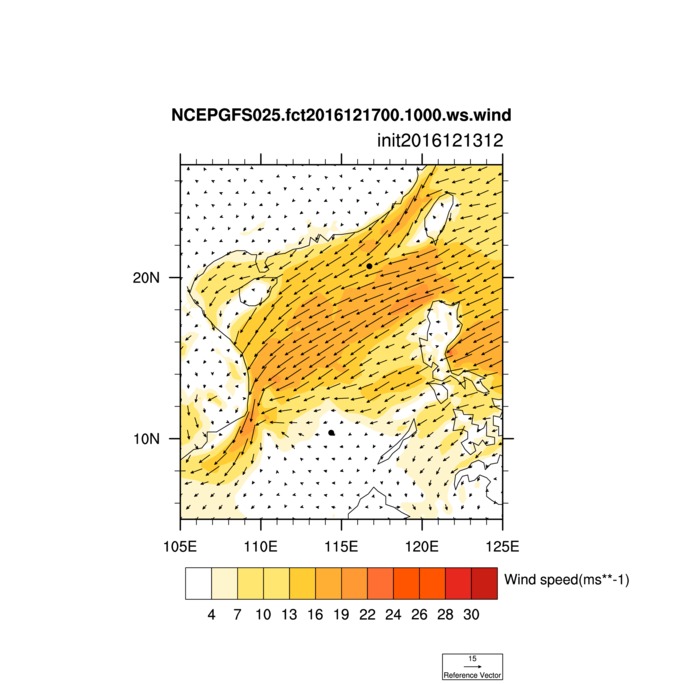 NCEPGFS025.fct2016121700.1000.ws.wind
init2016121312
20N
10N
105E 110E 115E 120E 125E
Wind speed(ms**-1)
4 7 10 13 16 19 22 24 26 28 30
15
Reference Vector